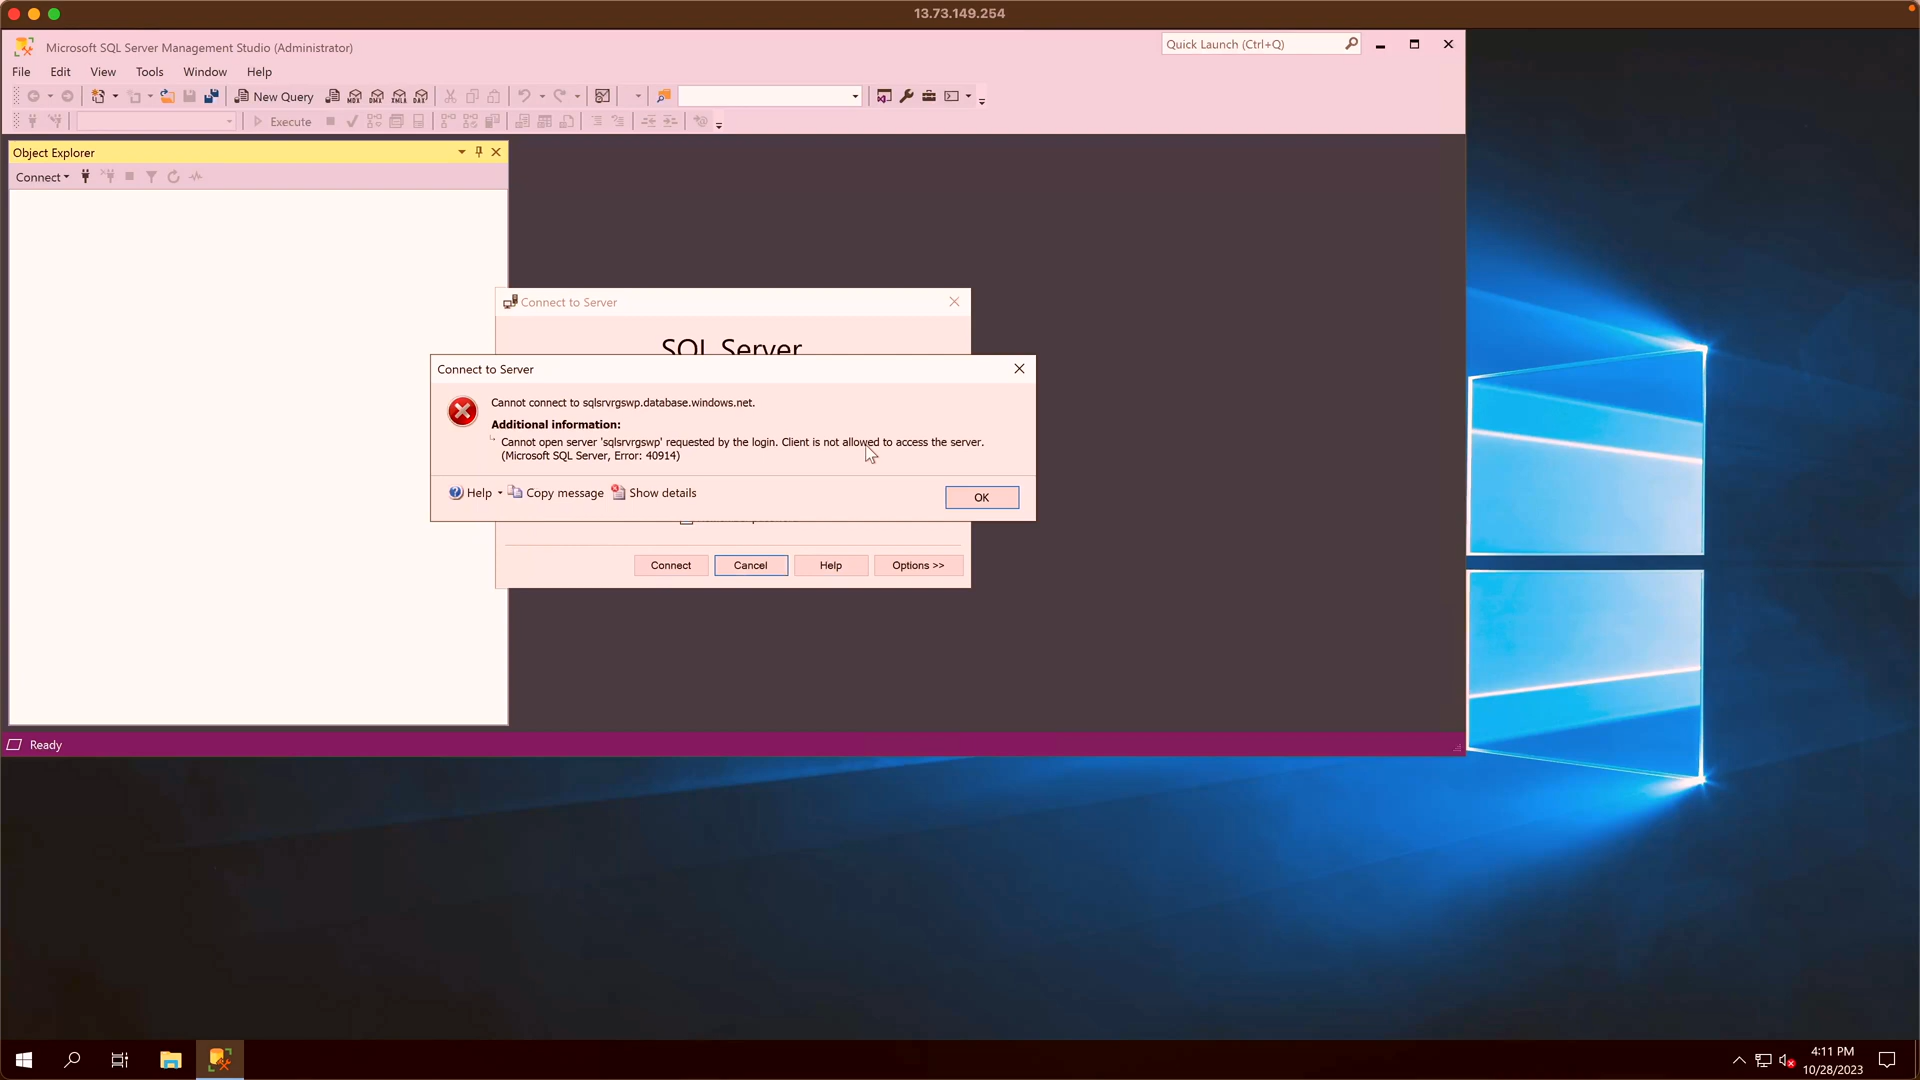 13.73.149.254
Microsoft SQL Server Management Studio (Administrator)
Quick Launch (Ctrl+Q)
File Edit View Tools Window Help
New Query
MDX DMX XMLA DAX
Execute
Object Explorer
Connect
Connect to Server
SQL Server
Connect to Server
Cannot connect to sqlsrvrgswp.database.windows.net.
Additional information:
Cannot open server 'sqlsrvrgswp' requested by the login. Client is not allowed to access the server.
(Microsoft SQL Server, Error: 40914)
Help Copy message Show details
OK
Connect Cancel Help Options >>
Ready
4:11 PM
10/28/2023